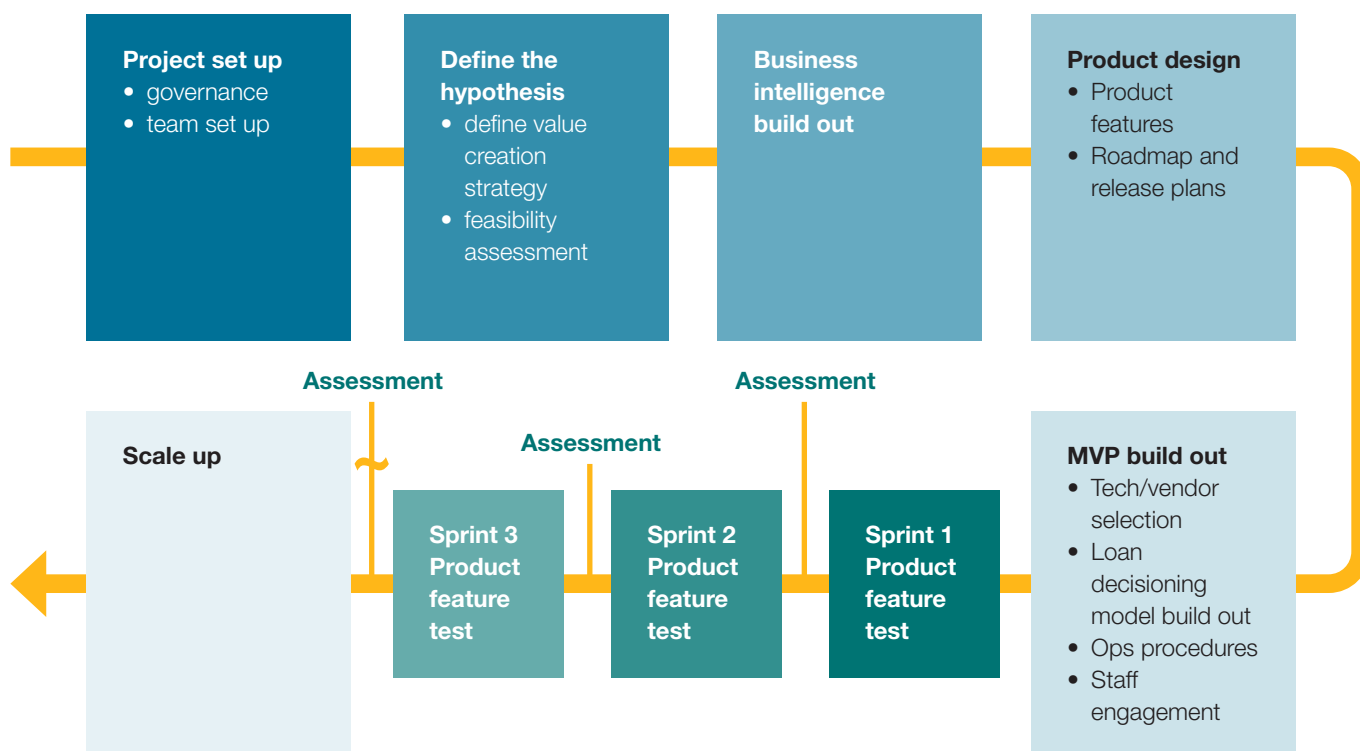 Project set up
• governance
• team set up
Define the
hypothesis
• define value
creation
strategy
• feasibility
assessment
Business
intelligence
build out
Product design
• Product
features
• Roadmap and
release plans
MVP build out
• Tech/vendor
selection
• Loan
decisioning
model build out
• Ops procedures
• Staff
engagement
Sprint 1
Product
feature
test
Assessment
Sprint 2
Product
feature
test
Assessment
Sprint 3
Product
feature
test
Assessment
Scale up